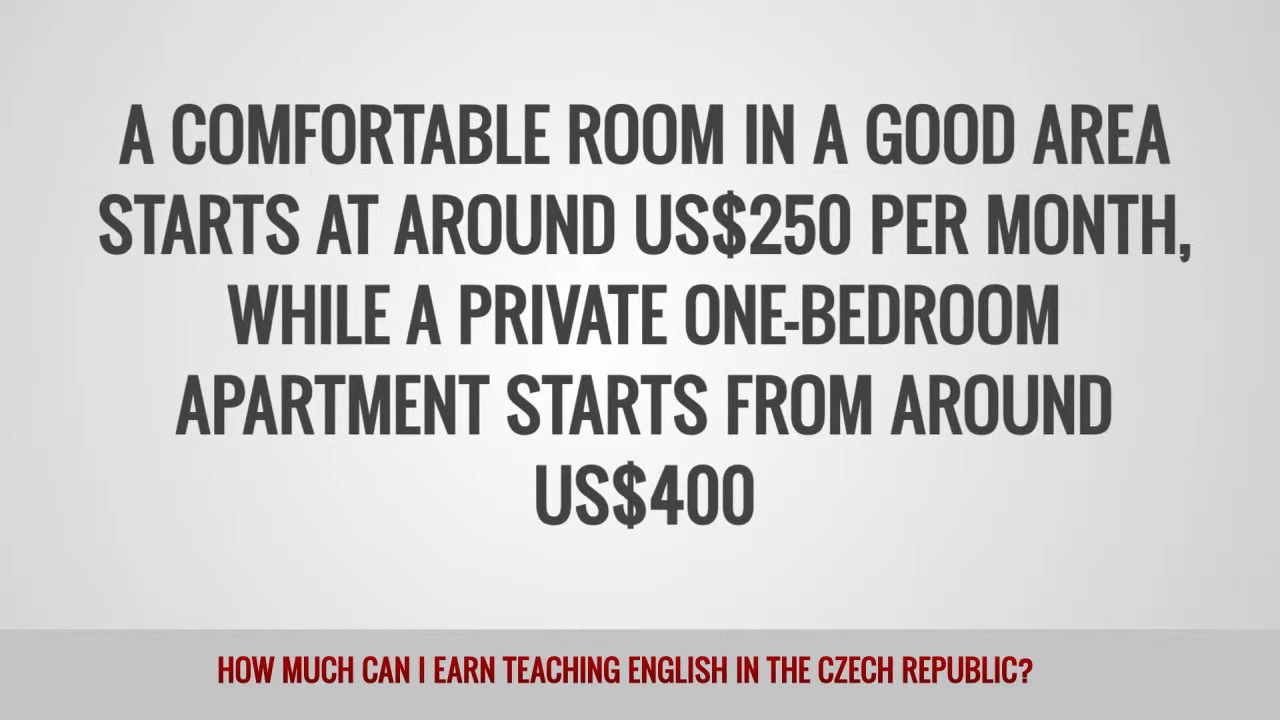 A COMFORTABLE ROOM IN A GOOD AREA
STARTS AT AROUND US$250 PER MONTH,
WHILE A PRIVATE ONE-BEDROOM
APARTMENT STARTS FROM AROUND
US$400
HOW MUCH CAN I EARN TEACHING ENGLISH IN THE CZECH REPUBLIC?